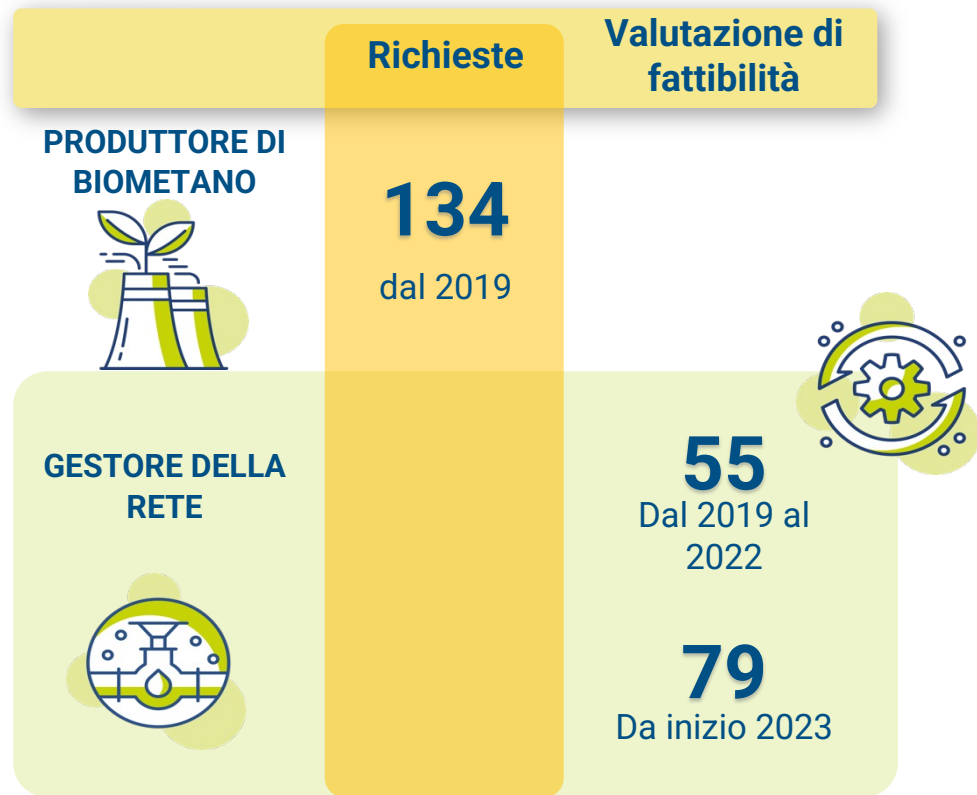 Richieste
Valutazione di
fattibilità
PRODUTTORE DI
BIOMETANO
134
dal 2019
GESTORE DELLA
RETE
55
Dal 2019 al
2022
79
Da inizio 2023